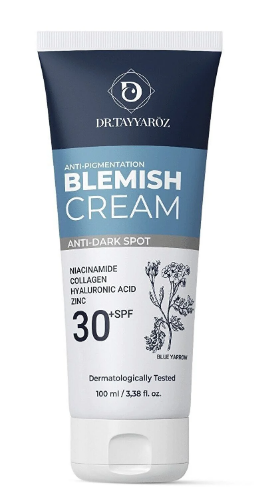 DR.TAYYARÖZ
ANTI-PIGMENTATION
BLEMISH
CREAM
ANTI-DARK SPOT
NIACINAMIDE
COLLAGEN
HYALURONIC ACID
ZINC
30+SPF
BLUE YARROW
Dermatologically Tested
100 ml / 3,38 fl. oz.